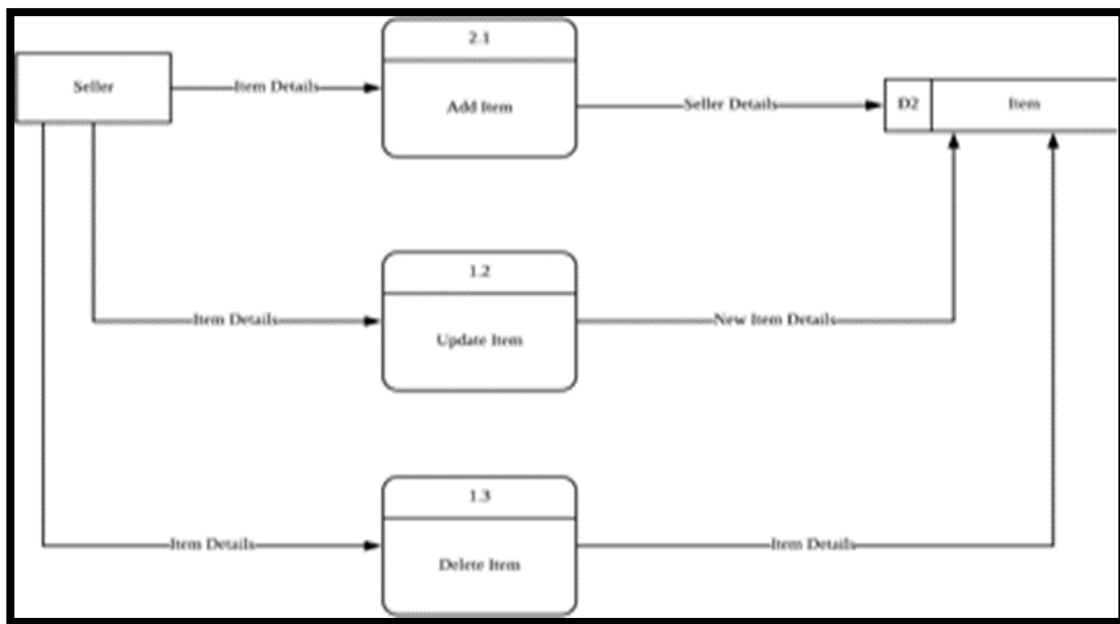 2.1
Seller
Item Details
Add Item
Seller Details
D2
Item
1.2
Item Details
Update Item
New Item Details
1.3
Item Details
Delete Item
Item Details